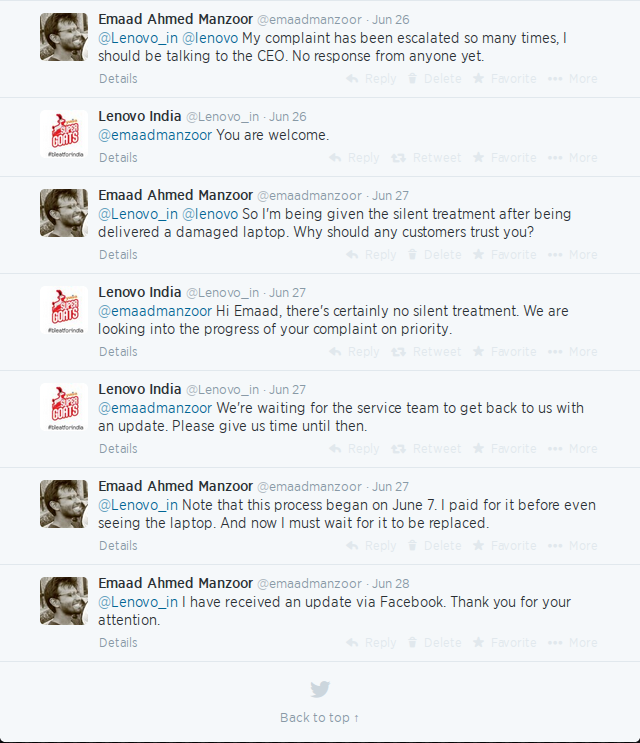 Emaad Ahmed Manzoor @emaadmanzoor · Jun 26
@Lenovo_in @lenovo My complaint has been escalated so many times, I
should be talking to the CEO. No response from anyone yet.
Details Reply Delete Favorite ••• More
Lenovo India @Lenovo_in · Jun 26
@emaadmanzoor You are welcome.
SUPER
GOATS
#bleatforindia
Details Reply Retweet Favorite ••• More
Emaad Ahmed Manzoor @emaadmanzoor · Jun 27
@Lenovo_in @lenovo So I'm being given the silent treatment after being
delivered a damaged laptop. Why should any customers trust you?
Details Reply Delete Favorite ••• More
Lenovo India @Lenovo_in · Jun 27
@emaadmanzoor Hi Emaad, there's certainly no silent treatment. We are
looking into the progress of your complaint on priority.
SUPER
GOATS
#bleatforindia
Details Reply Retweet Favorite ••• More
Lenovo India @Lenovo_in · Jun 27
@emaadmanzoor We're waiting for the service team to get back to us with
an update. Please give us time until then.
SUPER
GOATS
#bleatforindia
Details Reply Retweet Favorite ••• More
Emaad Ahmed Manzoor @emaadmanzoor · Jun 27
@Lenovo_in Note that this process began on June 7. I paid for it before even
seeing the laptop. And now I must wait for it to be replaced.
Details Reply Delete Favorite ••• More
Emaad Ahmed Manzoor @emaadmanzoor · Jun 28
@Lenovo_in I have received an update via Facebook. Thank you for your
attention.
Details Reply Delete Favorite ••• More
Back to top ↑